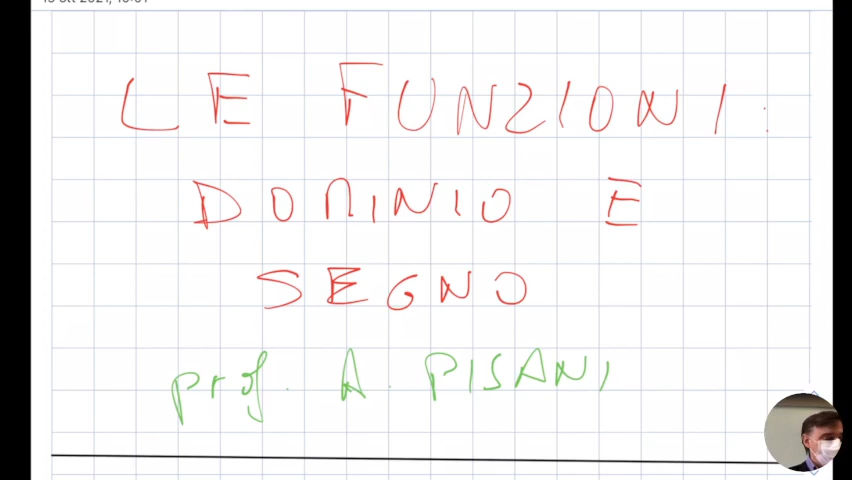 LE FUNZIONI:
DOMINIO E
SEGNO
prof. A. PISANI